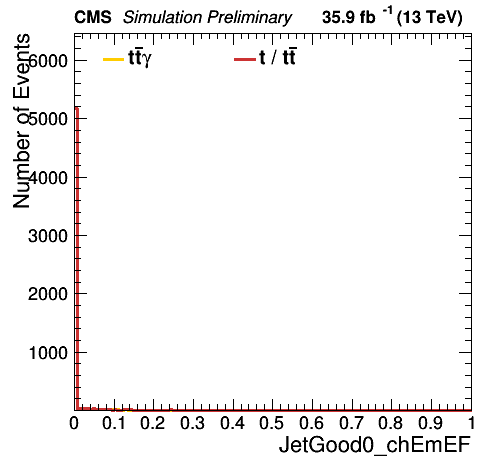 CMS Simulation Preliminary 35.9 fb⁻¹ (13 TeV)
Number of Events
tt̄γ t / tt̄
6000
5000
4000
3000
2000
1000
0 0.1 0.2 0.3 0.4 0.5 0.6 0.7 0.8 0.9 1
JetGood0_chEmEF